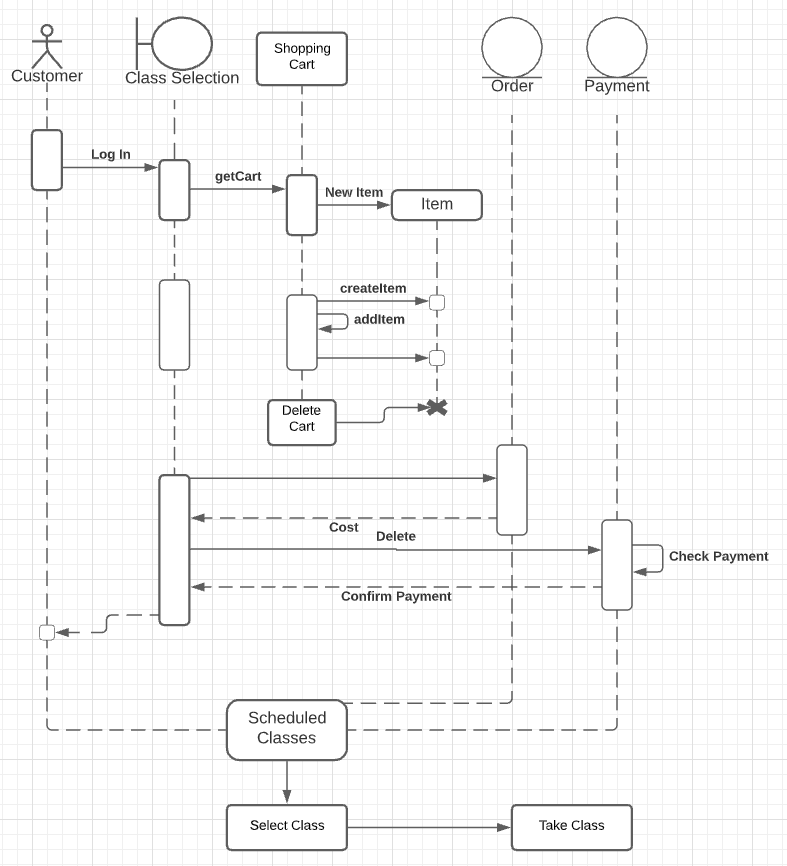 Shopping
Cart
Customer
Class Selection
Order
Payment
Log In
getCart
New Item
Item
createItem
addItem
Delete
Cart
Cost
Delete
Check Payment
Confirm Payment
Scheduled
Classes
Select Class
Take Class